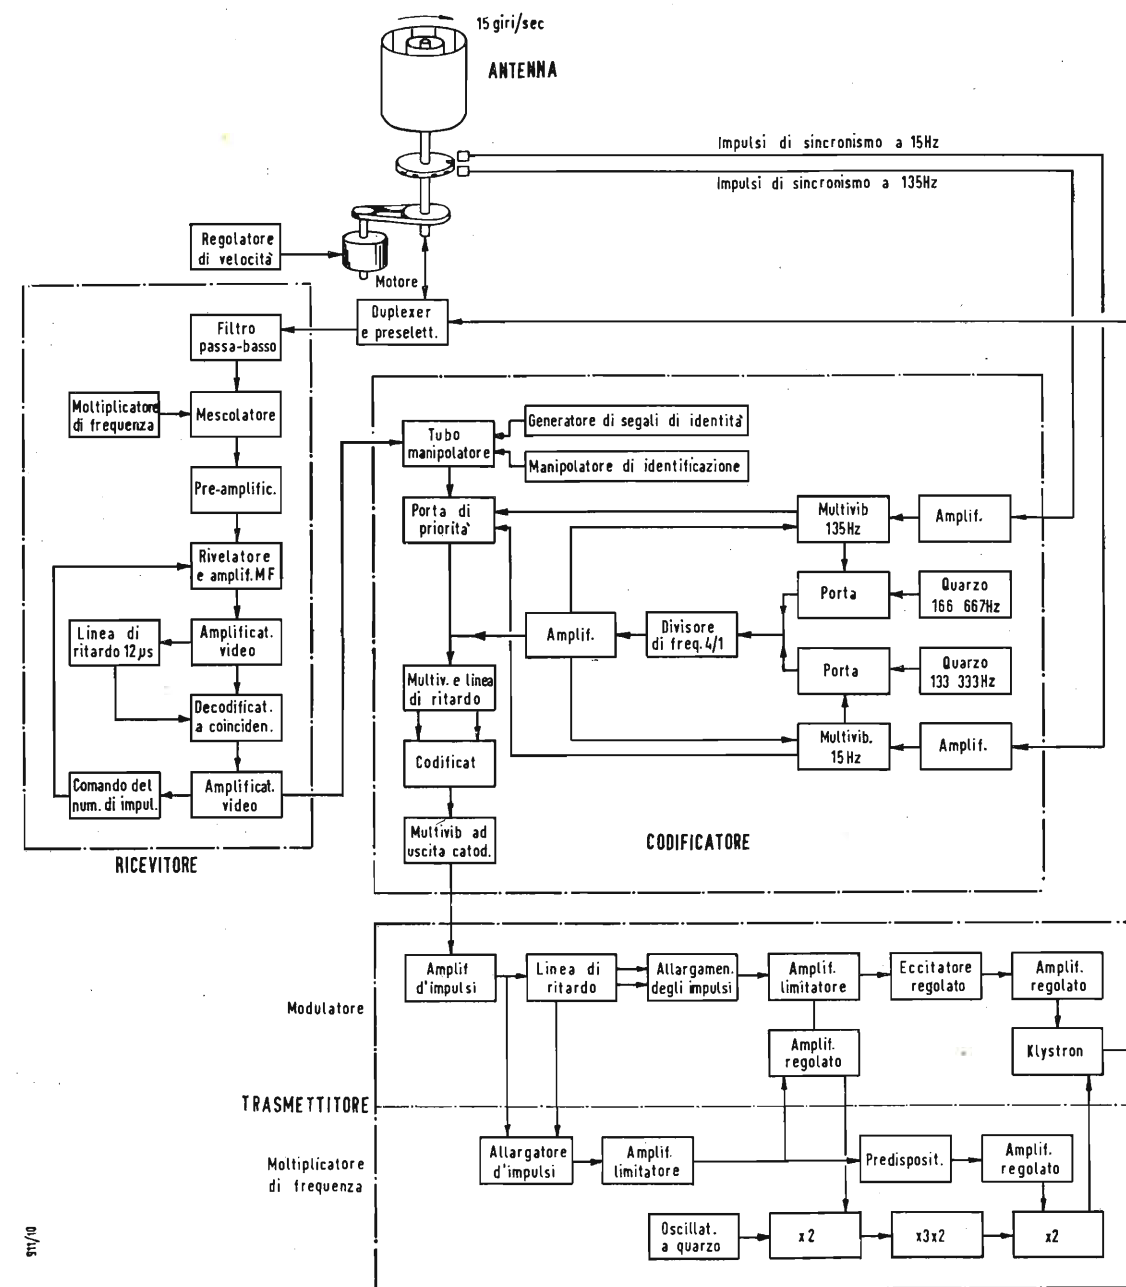 15 giri/sec
ANTENNA
Impulsi di sincronismo a 15Hz
Impulsi di sincronismo a 135Hz
Regolatore
di velocità
Motore
Duplexer
e preselett.
Filtro
passa-basso
Moltiplicatore
di frequenza
Mescolatore
Pre-amplific.
Rivelatore
e amplif.MF
Linea di
ritardo 12µs
Amplificat.
video
Decodificat.
a coinciden.
Comando del
num. di impul.
Amplificat.
video
RICEVITORE
Tubo
manipolatore
Generatore di segali di identità
Manipolatore di identificazione
Porta di
priorità
Multivib
135Hz
Amplif.
Porta
Quarzo
166 667Hz
Amplif.
Divisore
di freq.4/1
Porta
Quarzo
133 333Hz
Multiv. e linea
di ritardo
Multivib.
15Hz
Amplif.
Codificat
Multivib ad
uscita catod.
CODIFICATORE
Amplif
d'impulsi
Linea di
ritardo
Allargamen.
degli impulsi
Amplif.
limitatore
Eccitatore
regolato
Amplif.
regolato
Modulatore
Amplif.
regolato
Klystron
TRASMETTITORE
Moltiplicatore
di frequenza
Allargatore
d'impulsi
Amplif.
limitatore
Predisposit.
Amplif.
regolato
Oscillat.
a quarzo
x2
x3x2
x2
511/10